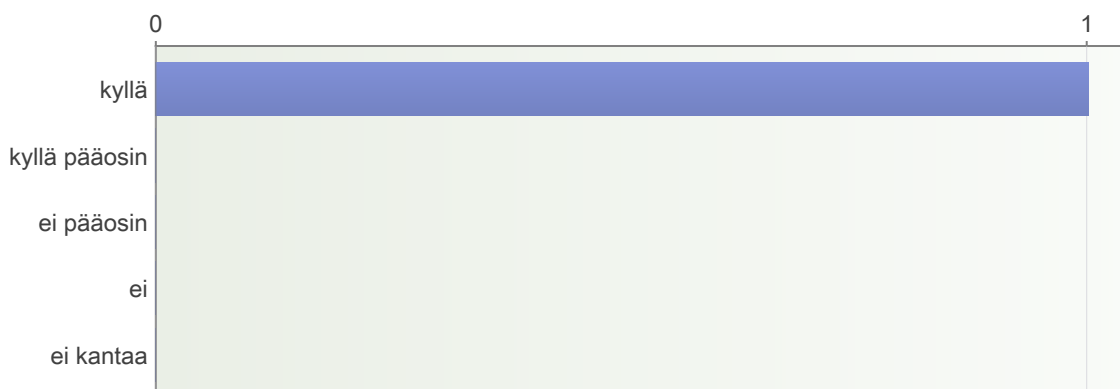 0 1
kyllä
kyllä pääosin
ei pääosin
ei
ei kantaa